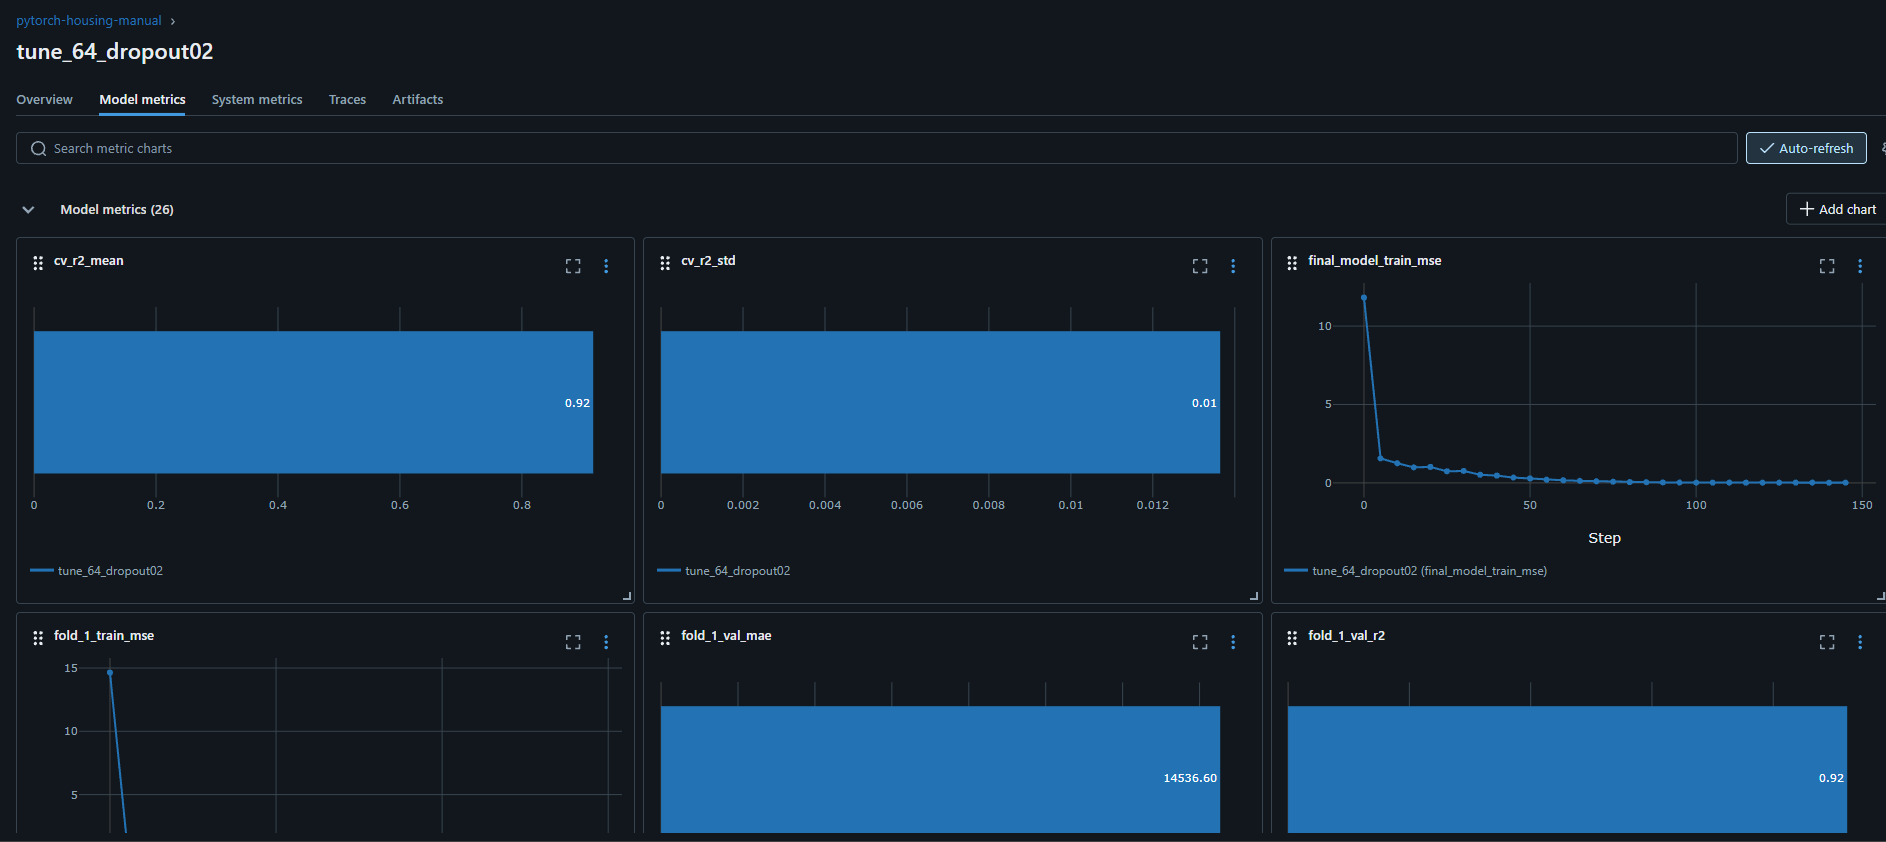 pytorch-housing-manual ›
tune_64_dropout02
Overview Model metrics System metrics Traces Artifacts
Search metric charts
Auto-refresh
Model metrics (26)
Add chart
cv_r2_mean
0.92
0 0.2 0.4 0.6 0.8
tune_64_dropout02
cv_r2_std
0.01
0 0.002 0.004 0.006 0.008 0.01 0.012
tune_64_dropout02
final_model_train_mse
10
5
0
0 50 100 150
Step
tune_64_dropout02 (final_model_train_mse)
fold_1_train_mse
15
10
5
fold_1_val_mae
14536.60
fold_1_val_r2
0.92